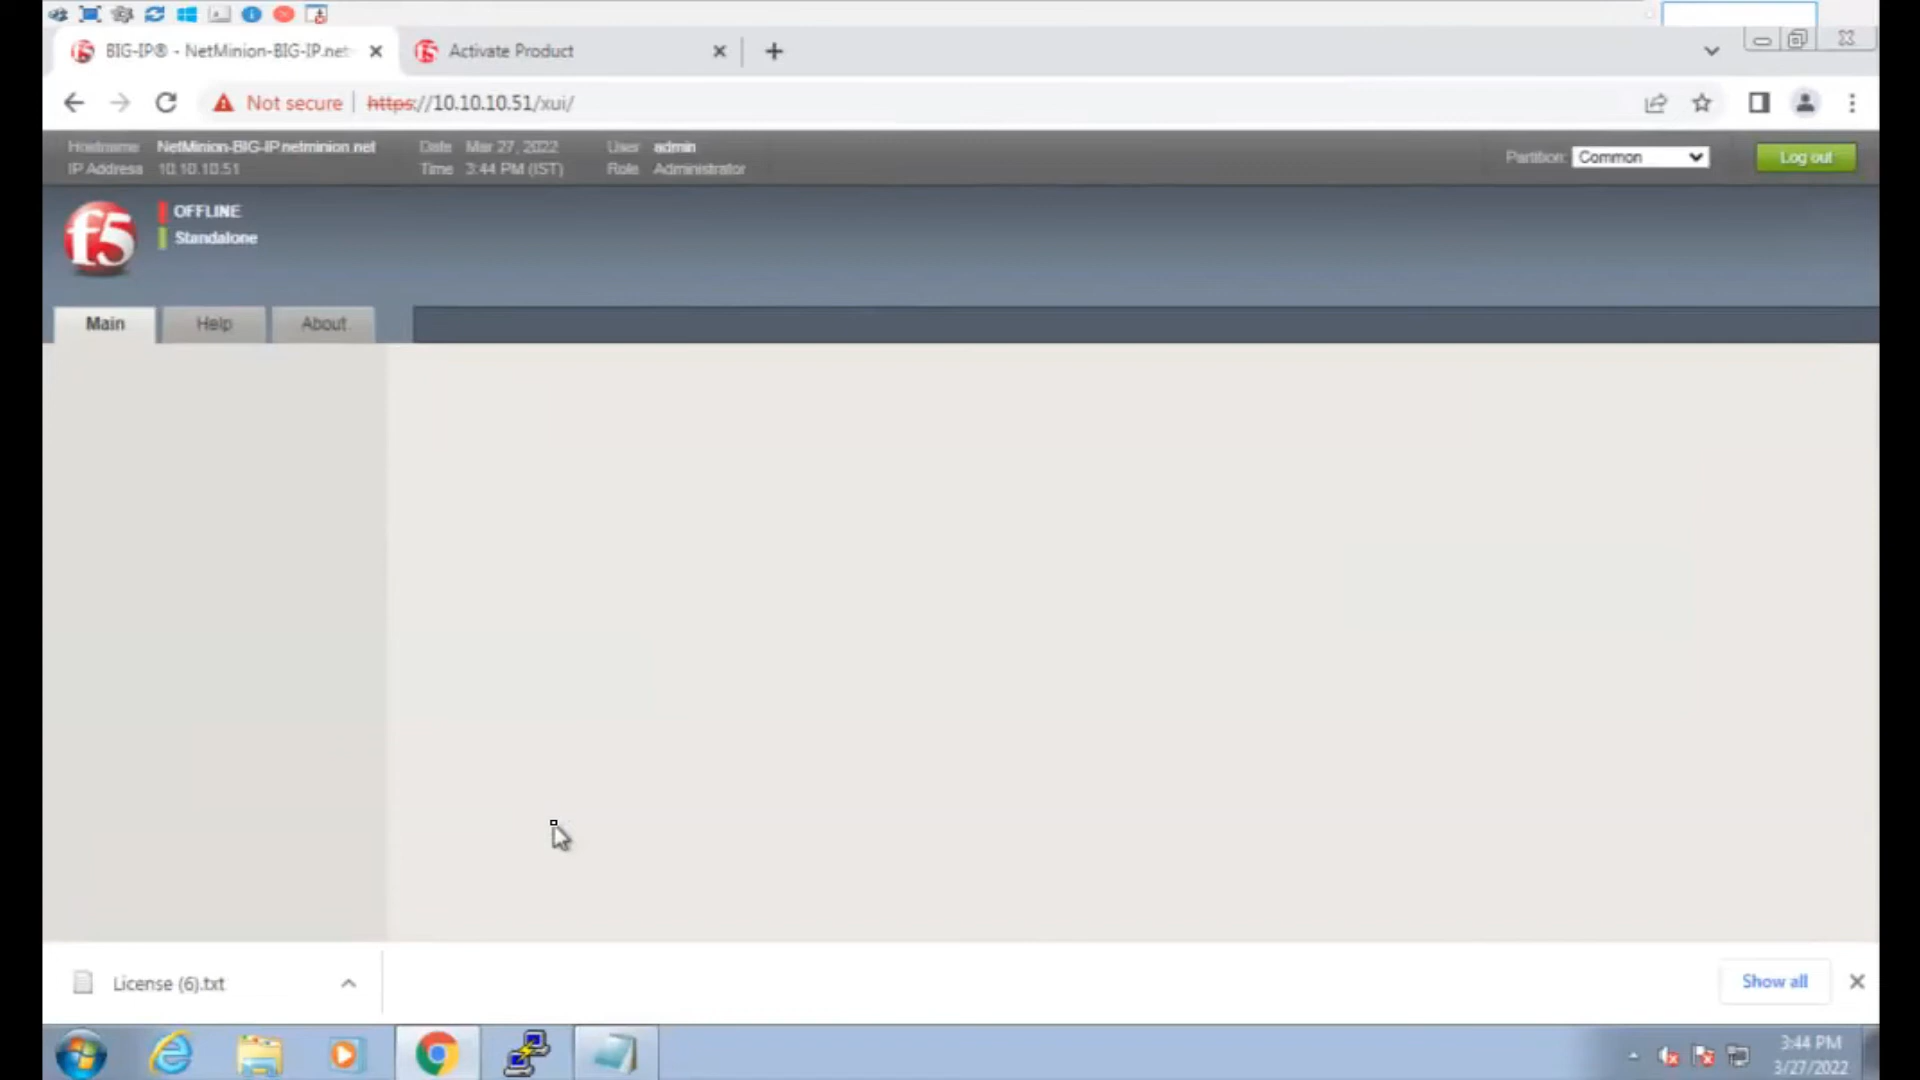 BIG-IP® - NetMinion-BIG-IP.net
Activate Product
Not secure
https://10.10.10.51/xui/
Hostname NetMinion-BIG-IP.netminion.net Date Mar 27, 2022 User admin
IP Address 10.10.10.51 Time 3:44 PM (IST) Role Administrator
Partition: Common Log out
f5
OFFLINE
Standalone
Main Help About
License (6).txt
Show all
3:44 PM
3/27/2022